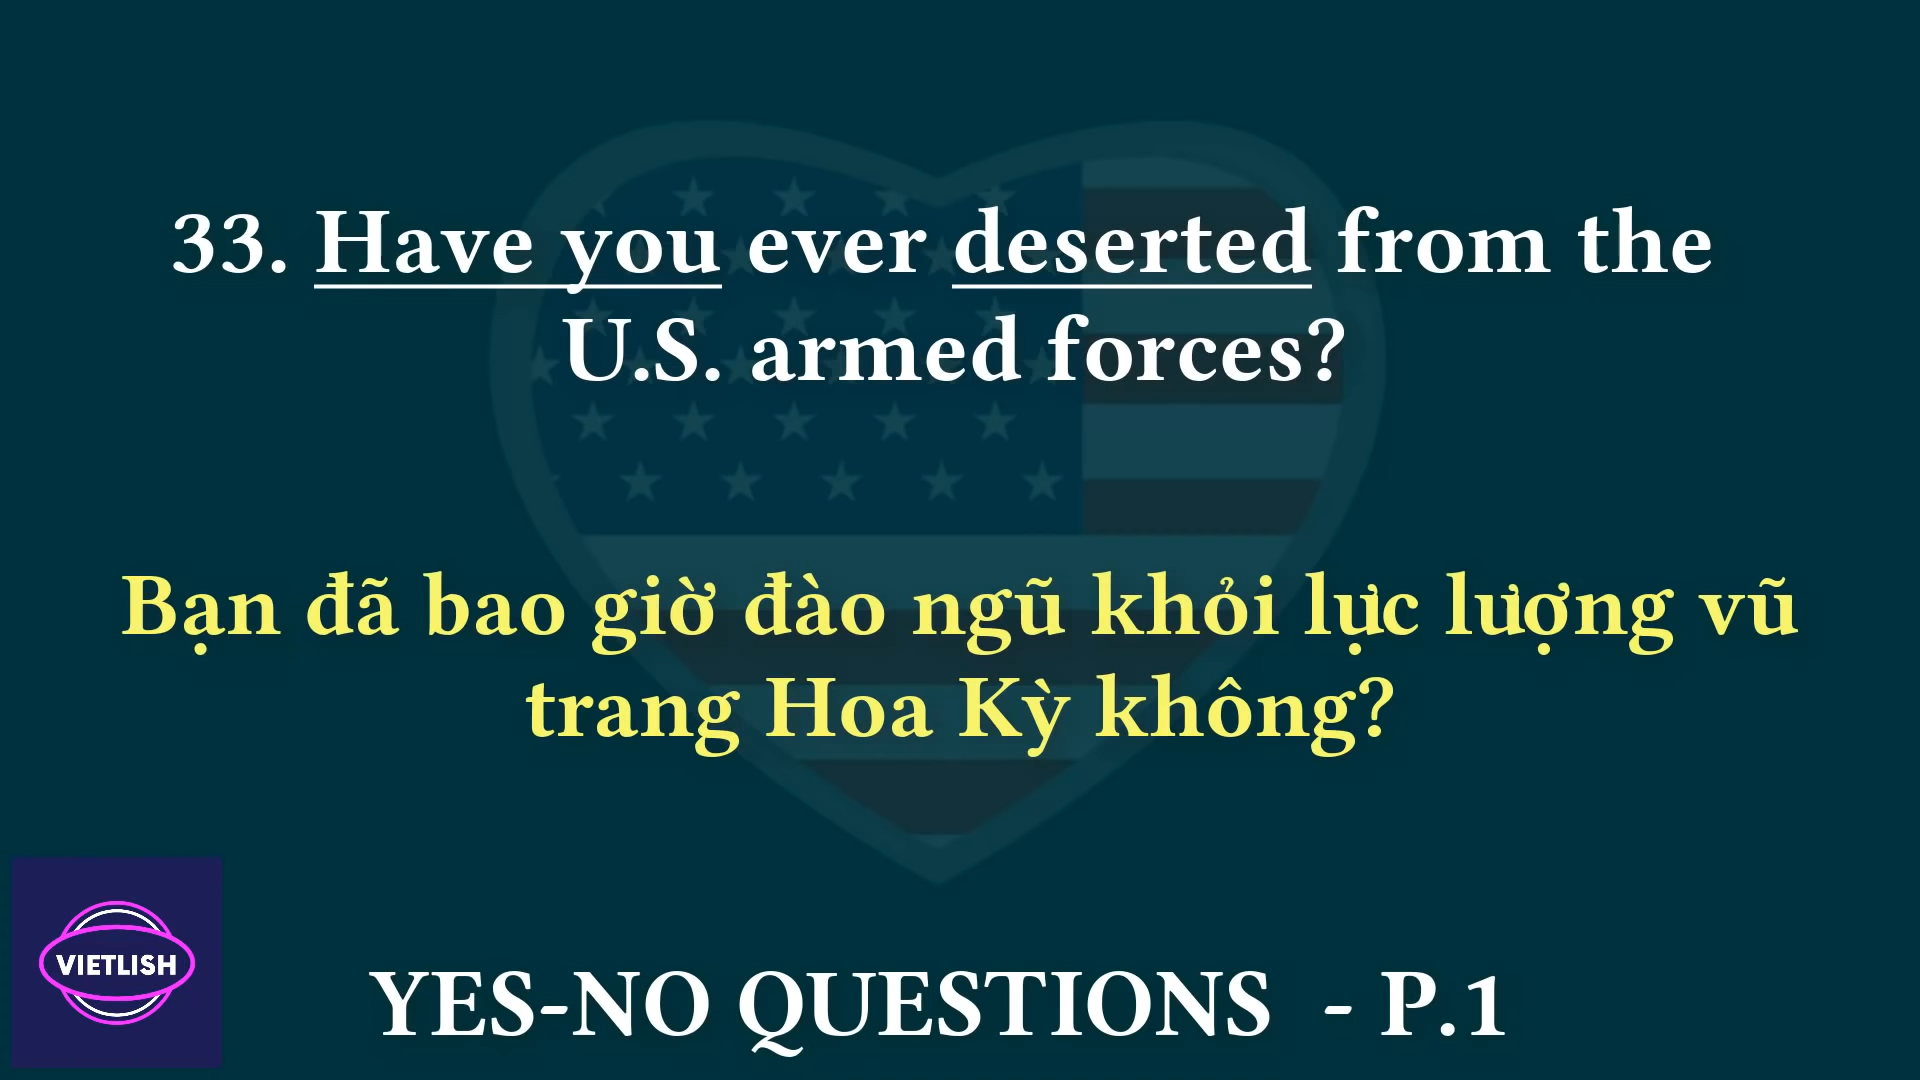 33. Have you ever deserted from the
U.S. armed forces?
Bạn đã bao giờ đào ngũ khỏi lực lượng vũ
trang Hoa Kỳ không?
VIETLISH
YES-NO QUESTIONS - P.1